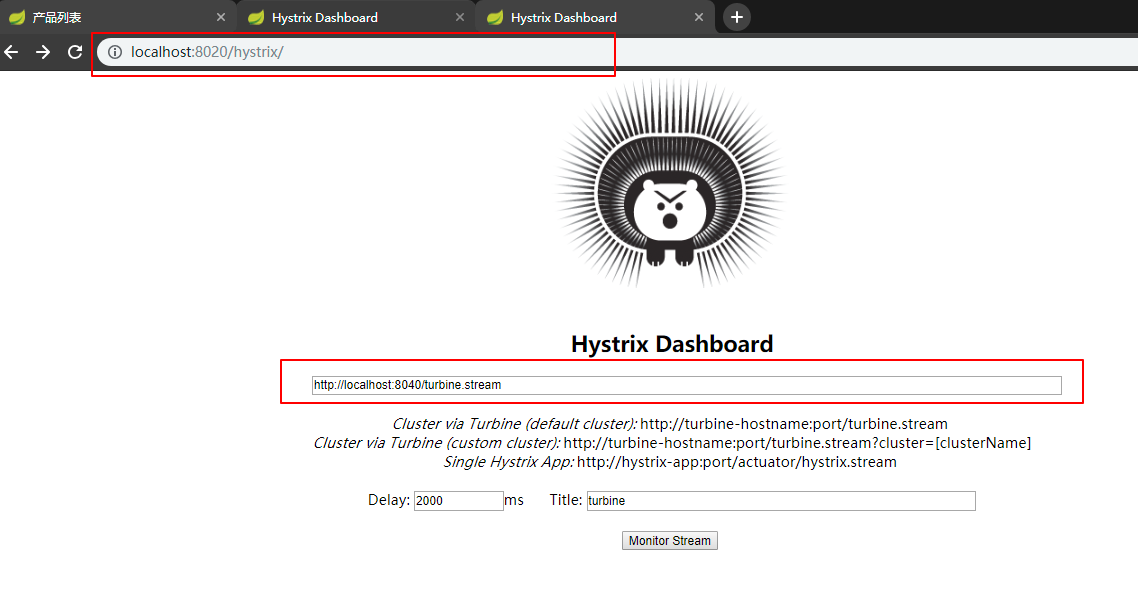 产品列表 Hystrix Dashboard Hystrix Dashboard
localhost:8020/hystrix/
Hystrix Dashboard
http://localhost:8040/turbine.stream
Cluster via Turbine (default cluster): http://turbine-hostname:port/turbine.stream
Cluster via Turbine (custom cluster): http://turbine-hostname:port/turbine.stream?cluster=[clusterName]
Single Hystrix App: http://hystrix-app:port/actuator/hystrix.stream
Delay: 2000 ms Title: turbine
Monitor Stream